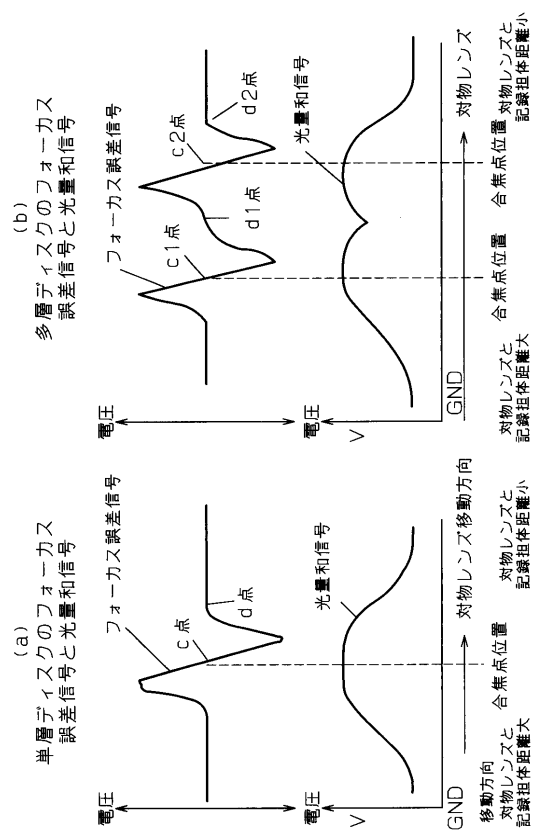 (a)
単層ディスクのフォーカス
誤差信号と光量和信号
電圧
フォーカス誤差信号
c点
d点
電圧
V
光量和信号
GND
対物レンズ移動方向
移動方向
対物レンズと
記録担体距離大
合焦点位置
対物レンズと
記録担体距離小
(b)
多層ディスクのフォーカス
誤差信号と光量和信号
電圧
フォーカス誤差信号
c1点
d1点
c2点
d2点
電圧
V
光量和信号
GND
対物レンズ
対物レンズと
記録担体距離大
合焦点位置
合焦点位置
対物レンズと
記録担体距離小